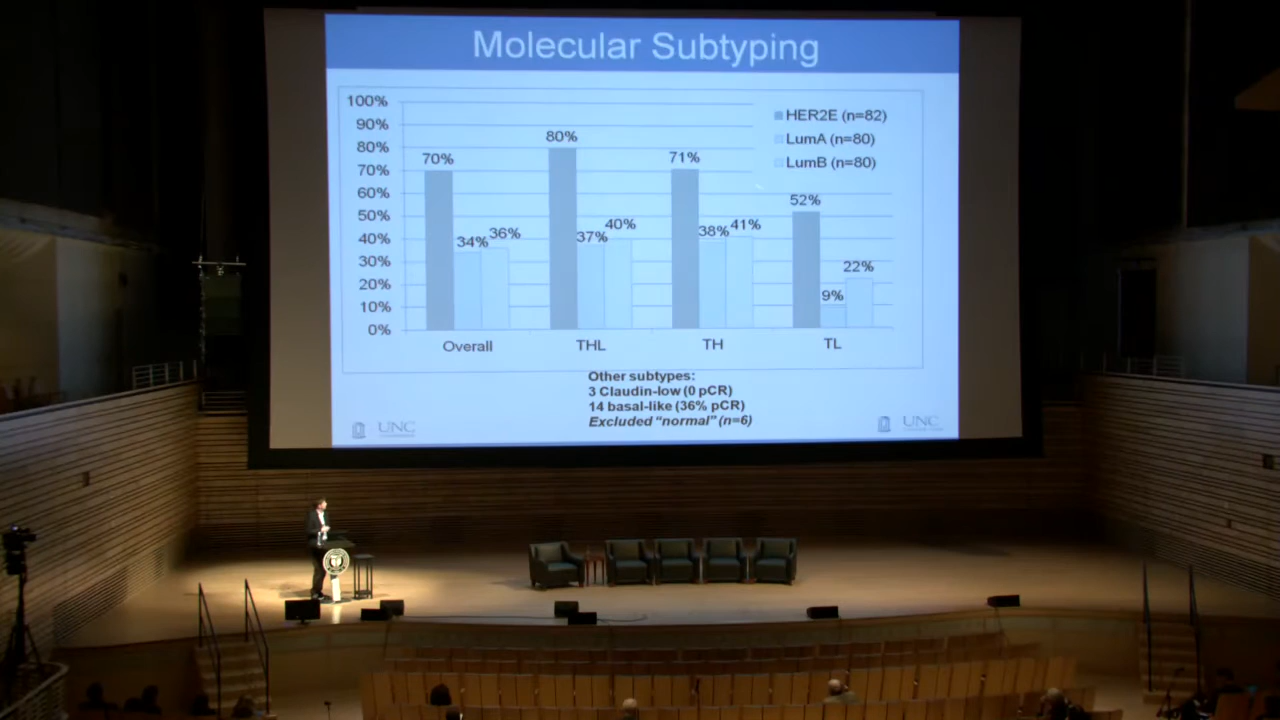 Molecular Subtyping
100%
90%
80%
70%
60%
50%
40%
30%
20%
10%
0%
70%
34%
36%
80%
37%
40%
71%
38%
41%
52%
9%
22%
HER2E (n=82)
LumA (n=80)
LumB (n=80)
Overall
THL
TH
TL
Other subtypes:
3 Claudin-low (0 pCR)
14 basal-like (36% pCR)
Excluded “normal” (n=6)
UNC
UNC